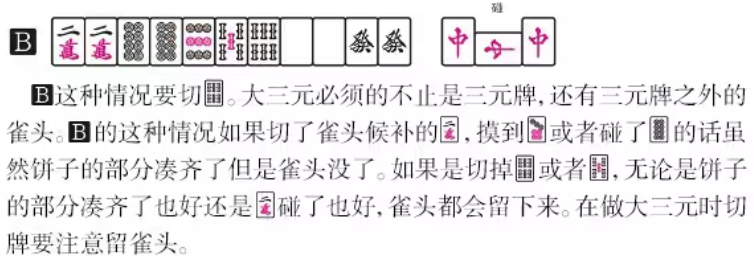 碰
B 二萬 二萬 發 發 中 中 中
B这种情况要切。大三元必须的不止是三元牌,还有三元牌之外的
雀头。B的这种情况如果切了雀头候补的二萬,摸到或者碰了的话虽
然饼子的部分凑齐了但是雀头没了。如果是切掉或者,无论是饼子
的部分凑齐了也好还是二萬碰了也好,雀头都会留下来。在做大三元时切
牌要注意留雀头。